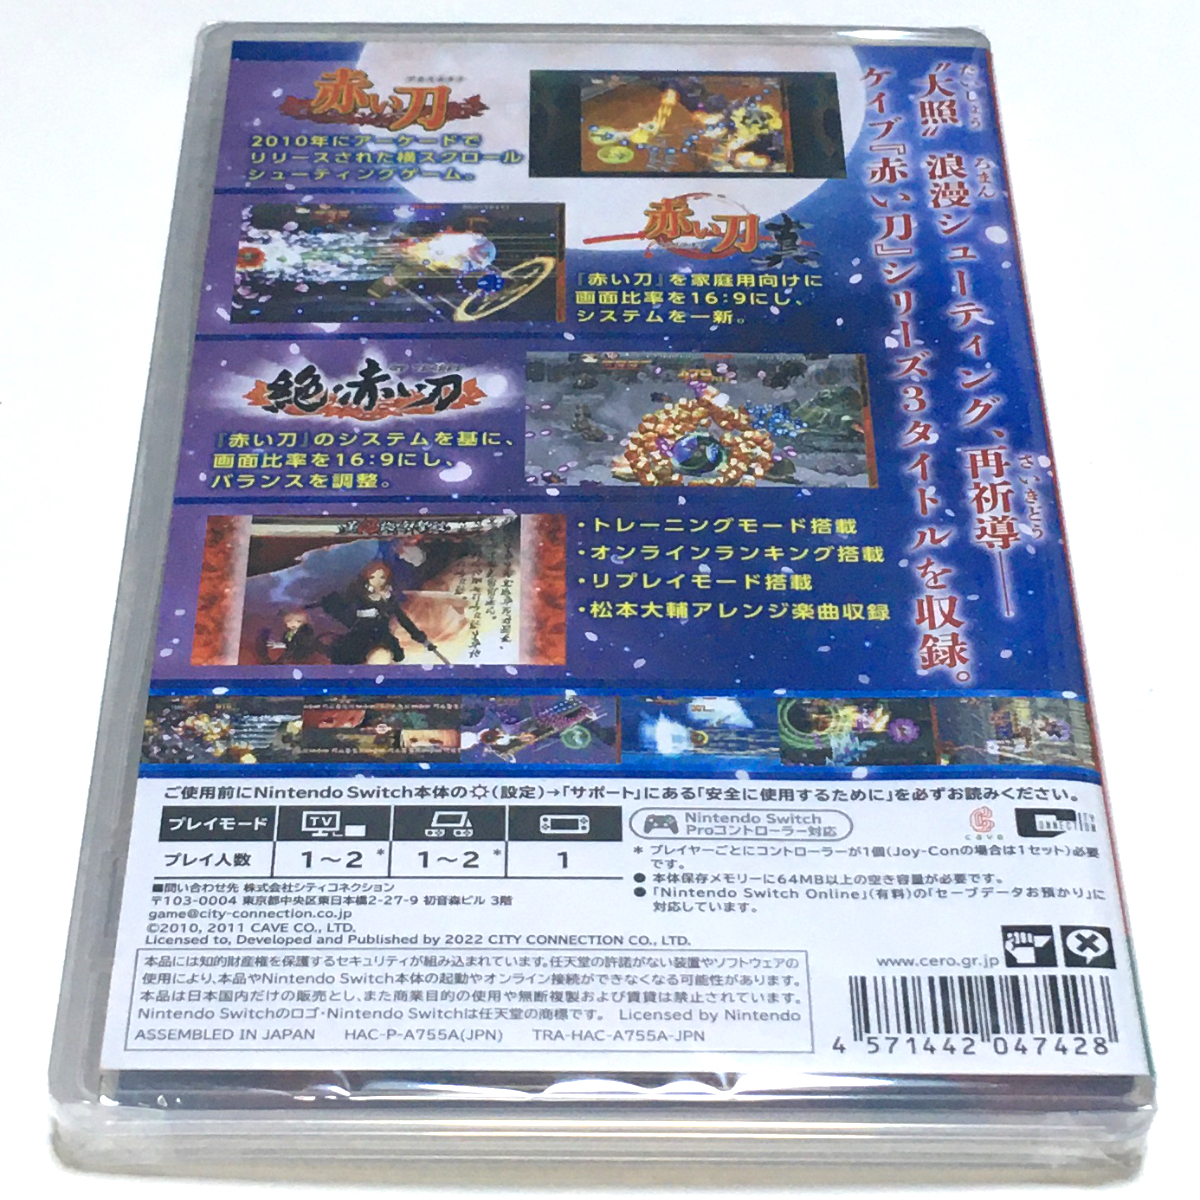 "大照" 浪漫シューティング、再祈導――
たいしょう
ろまん
さいきとう
ケイブ『赤い刀』シリーズ3タイトルを収録。
赤い刀
2010年にアーケードで
リリースされた横スクロール
シューティングゲーム。
赤い刀 真
『赤い刀』を家庭用向けに
画面比率を16:9にし、
システムを一新。
絶・赤い刀
『赤い刀』のシステムを基に、
画面比率を16:9にし、
バランスを調整。
・トレーニングモード搭載
・オンラインランキング搭載
・リプレイモード搭載
・松本大輔アレンジ楽曲収録
ご使用前にNintendo Switch本体の(設定)→「サポート」にある「安全に使用するために」を必ずお読みください。
プレイモード TV
プレイ人数 1~2* 1~2* 1
Nintendo Switch
Proコントローラー対応
cave
CITY CONNECTION
* プレイヤーごとにコントローラーが1個(Joy-Conの場合は1セット)必要
です。
● 本体保存メモリーに64MB以上の空き容量が必要です。
● 「Nintendo Switch Online」(有料)の「セーブデータお預かり」に
対応しています。
■問い合わせ先 株式会社シティコネクション
〒103-0004 東京都中央区東日本橋2-27-9 初音森ビル 3階
game@city-connection.co.jp
©2010, 2011 CAVE CO., LTD.
Licensed to, Developed and Published by 2022 CITY CONNECTION CO., LTD.
www.cero.gr.jp
本品には知的財産権を保護するセキュリティが組み込まれています。任天堂の許諾がない装置やソフトウェアの
使用により、本品やNintendo Switch本体の起動やオンライン接続ができなくなる可能性があります。
本品は日本国内だけの販売とし、また商業目的の使用や無断複製および賃貸は禁止されています。
Nintendo Switchのロゴ・Nintendo Switchは任天堂の商標です。 Licensed by Nintendo
ASSEMBLED IN JAPAN HAC-P-A755A(JPN) TRA-HAC-A755A-JPN
4 571442 047428